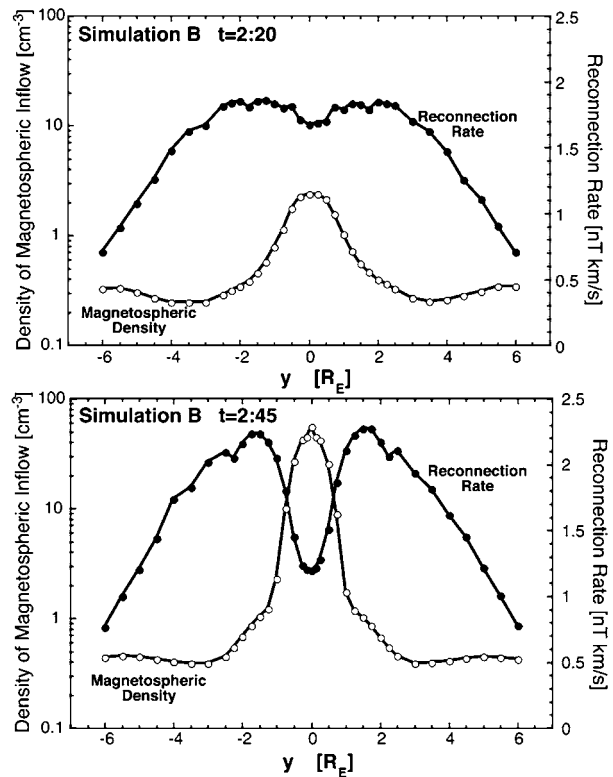 Simulation B t=2:20
Density of Magnetospheric Inflow [cm-3]
100
10
1
0.1
Reconnection
Rate
Magnetospheric
Density
2.5
2
1.5
1
0.5
0
Reconnection Rate [nT km/s]
-6 -4 -2 0 2 4 6
y [RE]
Simulation B t=2:45
Density of Magnetospheric Inflow [cm-3]
100
10
1
0.1
Reconnection
Rate
Magnetospheric
Density
2.5
2
1.5
1
0.5
0
Reconnection Rate [nT km/s]
-6 -4 -2 0 2 4 6
y [RE]